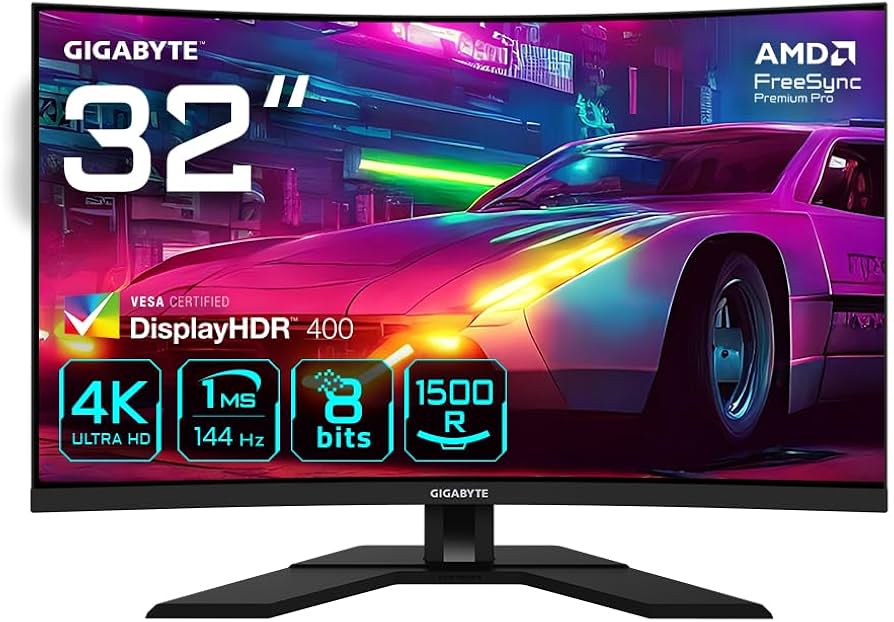 GIGABYTE™
32"
AMD
FreeSync
Premium Pro
VESA CERTIFIED
DisplayHDR™ 400
4K
ULTRA HD
1MS
144 Hz
8
bits
1500
R
GIGABYTE